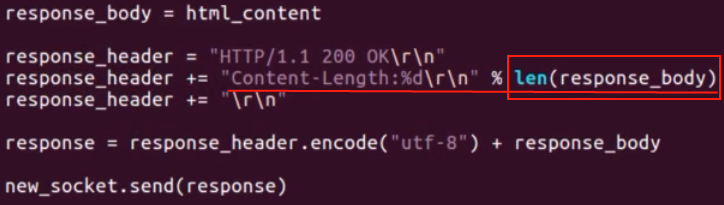 response_body = html_content
response_header = "HTTP/1.1 200 OK\r\n"
response_header += "Content-Length:%d\r\n" % len(response_body)
response_header += "\r\n"
response = response_header.encode("utf-8") + response_body
new_socket.send(response)